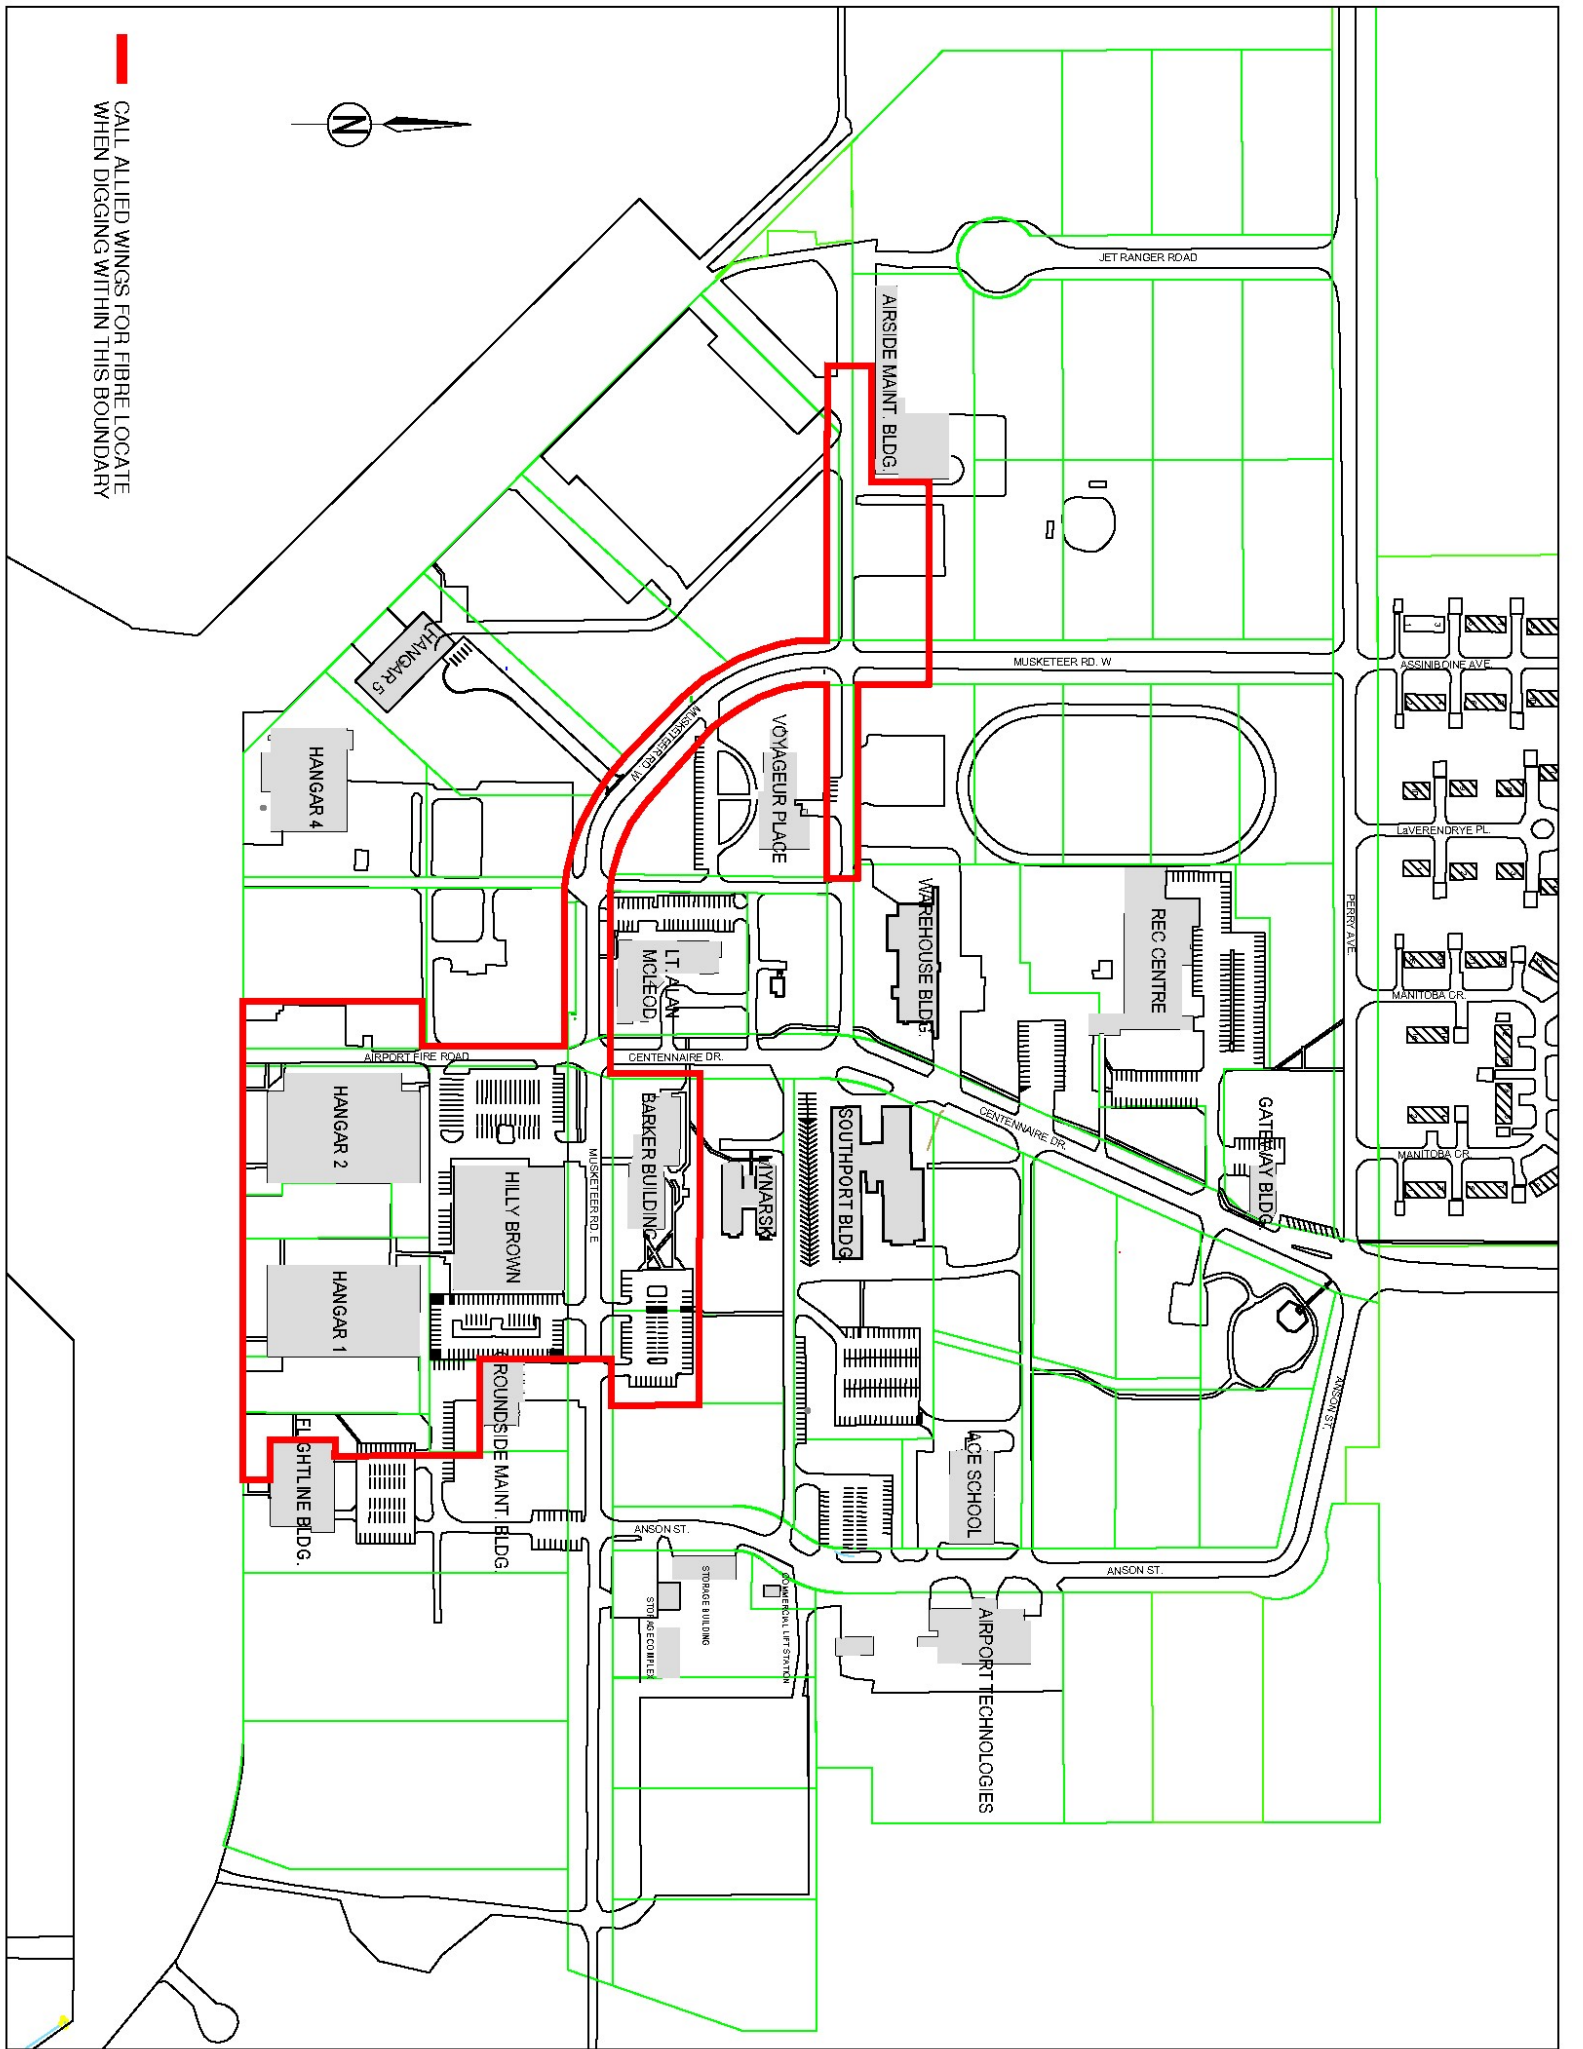 CALL ALLIED WINGS FOR FIBRE LOCATE
WHEN DIGGING WITHIN THIS BOUNDARY
N
JET RANGER ROAD
AIRSIDE MAINT. BLDG.
MUSKETEER RD. W
ASSINIBOINE AVE.
HANGAR 5
MUSKETEER RD. W
VOYAGEUR PLACE
HANGAR 4
LaVERENDRYE PL.
WAREHOUSE BLDG.
REC CENTRE
PERRY AVE.
LT. ALAN
MCLEOD
MANITOBA CR.
AIRPORT FIRE ROAD
CENTENNAIRE DR.
CENTENNAIRE DR.
HANGAR 2
HILLY BROWN
MUSKETEER RD. E
BARKER BUILDING
MYNARSKI
SOUTHPORT BLDG.
GATEWAY BLDG.
MANITOBA CR.
HANGAR 1
GROUNDSIDE MAINT. BLDG.
FLIGHTLINE BLDG.
ACE SCHOOL
ANSON ST.
ANSON ST.
ANSON ST.
STORAGE BUILDING
STORAGE COMPLEX
COMMERCIAL LIFT STATION
AIRPORT TECHNOLOGIES